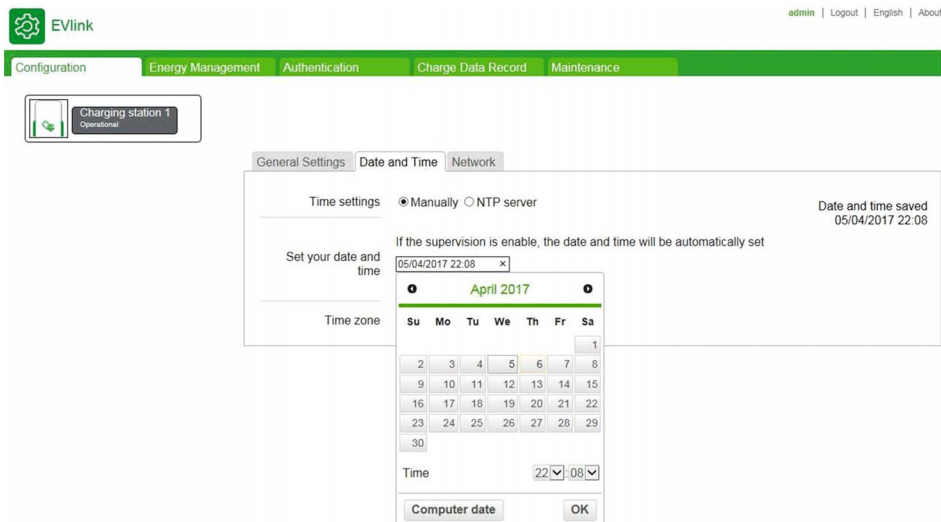 EVlink
admin | Logout | English | About
Configuration Energy Management Authentication Charge Data Record Maintenance
Charging station 1
Operational
General Settings Date and Time Network
Time settings Manually NTP server
Date and time saved
05/04/2017 22:08
If the supervision is enable, the date and time will be automatically set
Set your date and
time
05/04/2017 22:08 ×
April 2017
Time zone
Su Mo Tu We Th Fr Sa
1
2 3 4 5 6 7 8
9 10 11 12 13 14 15
16 17 18 19 20 21 22
23 24 25 26 27 28 29
30
Time 22 : 08
Computer date OK